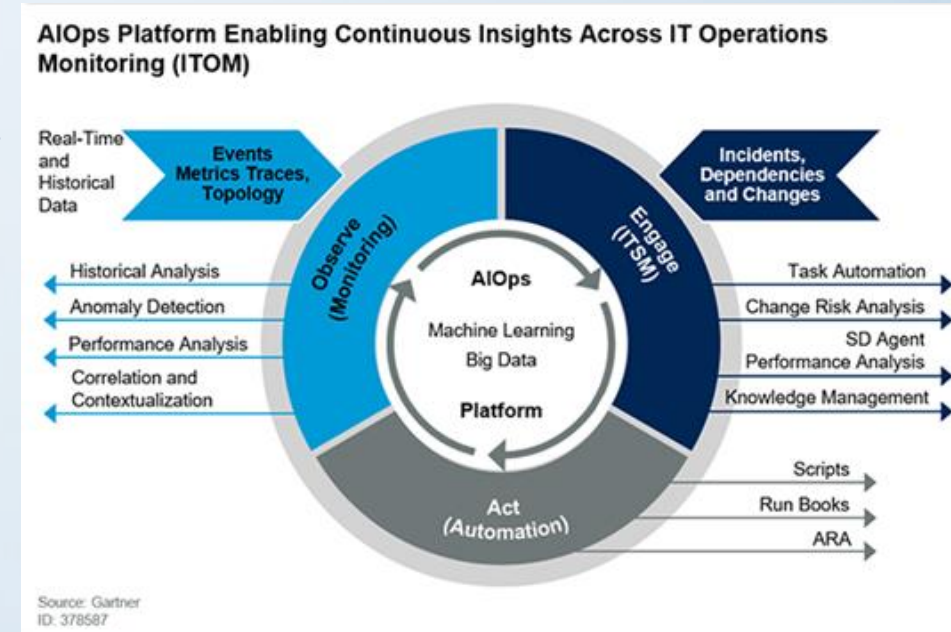 AIOps Platform Enabling Continuous Insights Across IT Operations
Monitoring (ITOM)
Real-Time
and
Historical
Data
Events
Metrics Traces,
Topology
Incidents,
Dependencies
and Changes
Observe
(Monitoring)
Engage
(ITSM)
AIOps
Machine Learning
Big Data
Platform
Historical Analysis
Anomaly Detection
Performance Analysis
Correlation and
Contextualization
Task Automation
Change Risk Analysis
SD Agent
Performance Analysis
Knowledge Management
Act
(Automation)
Scripts
Run Books
ARA
Source: Gartner
ID: 378587